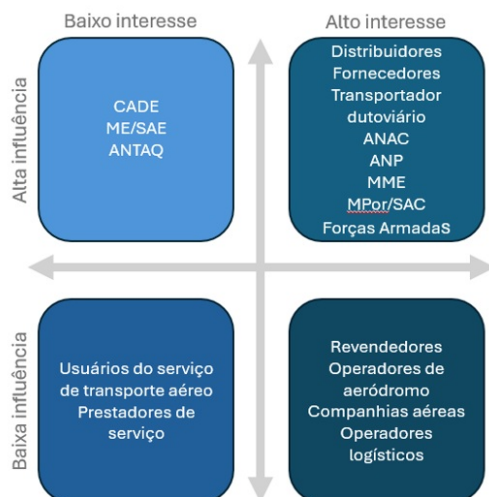 Baixo interesse
Alto interesse
Alta influência
CADE
ME/SAE
ANTAQ
Distribuidores
Fornecedores
Transportador
dutoviário
ANAC
ANP
MME
MPor/SAC
Forças ArmadaS
Baixa influência
Usuários do serviço
de transporte aéreo
Prestadores de
serviço
Revendedores
Operadores de
aeródromo
Companhias aéreas
Operadores
logísticos